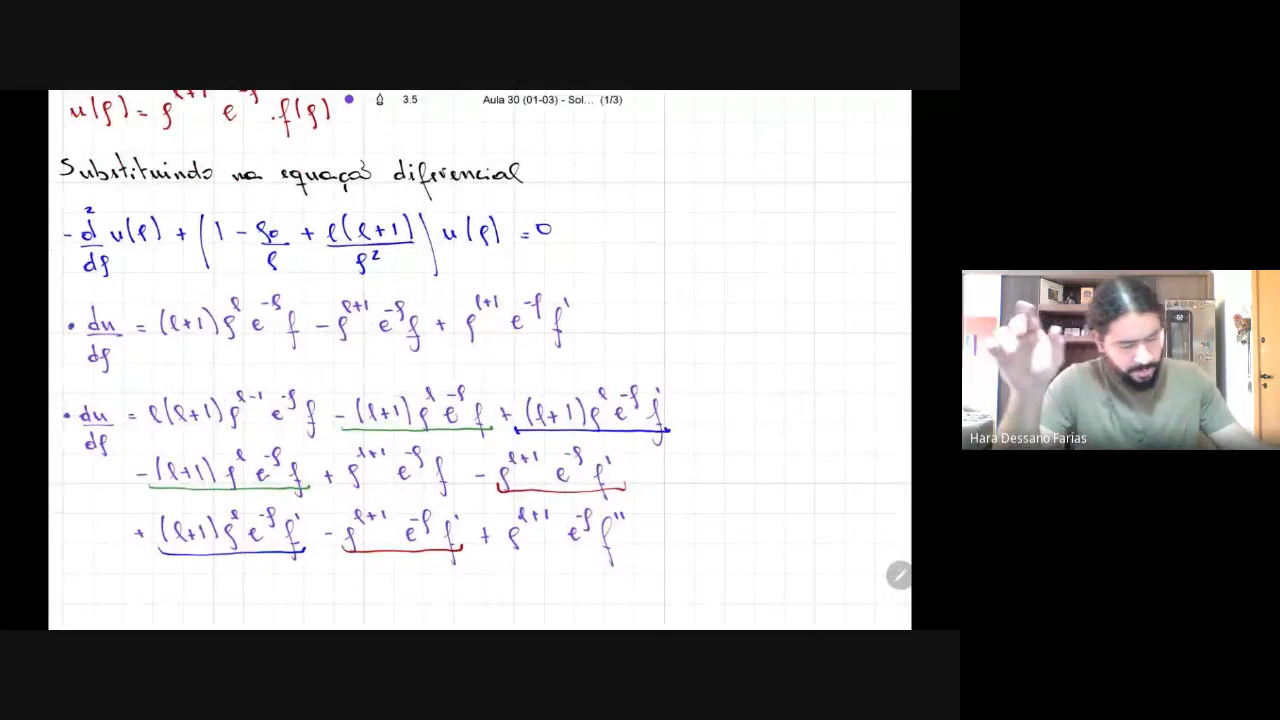 u(ρ) = ρ^{ℓ+1} e^{-ρ} . f(ρ)
3.5 Aula 30 (01-03) - Sol... (1/3)
Substituindo na equação diferencial
- d²/dρ u(ρ) + (1 - ρ₀/ρ + ℓ(ℓ+1)/ρ²) u(ρ) = 0
• du/dρ = (ℓ+1)ρ^ℓ e^{-ρ} f - ρ^{ℓ+1} e^{-ρ} f + ρ^{ℓ+1} e^{-ρ} f'
• du/dρ = ℓ(ℓ+1)ρ^{ℓ-1} e^{-ρ} f - (ℓ+1)ρ^ℓ e^{-ρ} f + (ℓ+1)ρ^ℓ e^{-ρ} f'
- (ℓ+1)ρ^ℓ e^{-ρ} f + ρ^{ℓ+1} e^{-ρ} f - ρ^{ℓ+1} e^{-ρ} f'
+ (ℓ+1)ρ^ℓ e^{-ρ} f' - ρ^{ℓ+1} e^{-ρ} f' + ρ^{ℓ+1} e^{-ρ} f''
Hara Dessano Farias